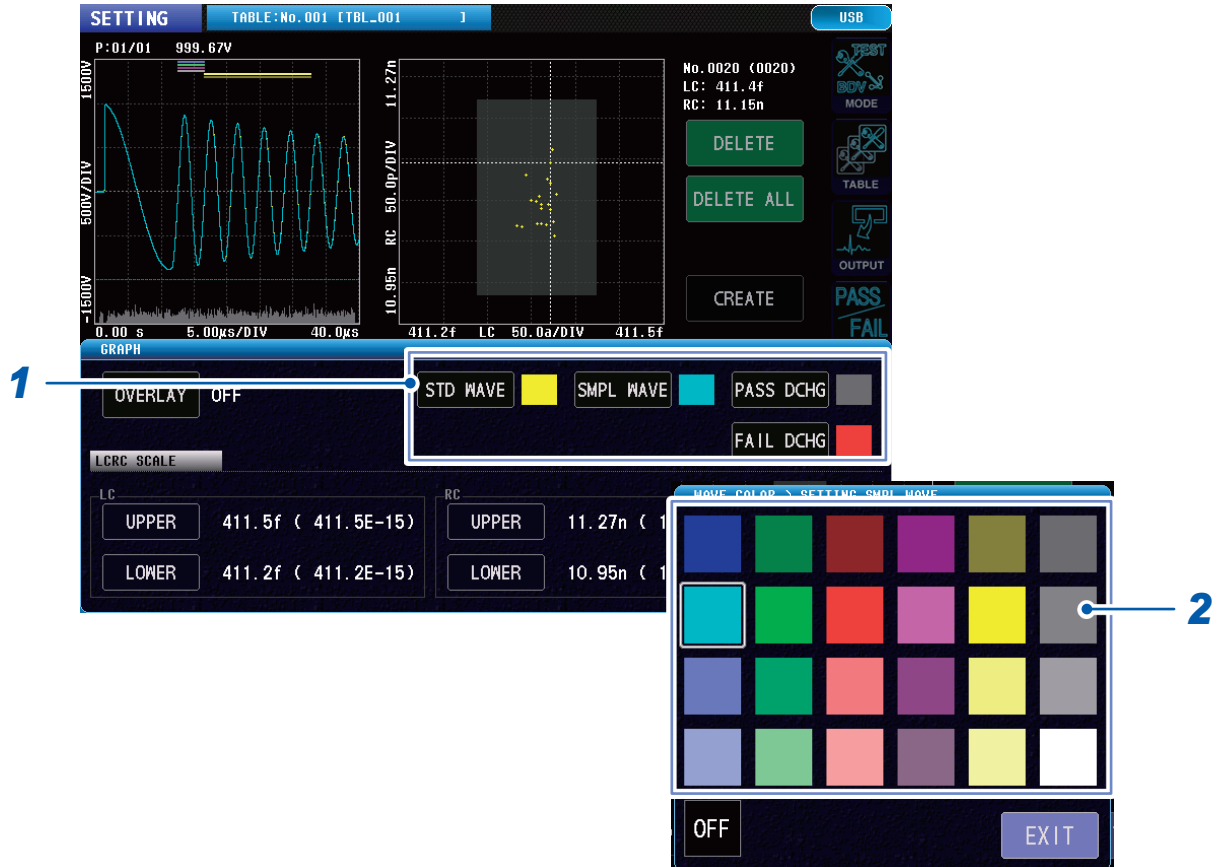 SETTING TABLE:No.001 [TBL_001 ] USB
P:01/01 999.67V
1500V
500V/DIV
-1500V
0.00 s 5.00µs/DIV 40.0µs
11.27n
50.0p/DIV
RC
10.95n
411.2f LC 50.0a/DIV 411.5f
No.0020 (0020)
LC: 411.4f
RC: 11.15n
DELETE
DELETE ALL
CREATE
TEST
BDV
MODE
TABLE
OUTPUT
PASS
FAIL
GRAPH
1
OVERLAY OFF
STD WAVE SMPL WAVE PASS DCHG
FAIL DCHG
LCRC SCALE
LC
UPPER 411.5f ( 411.5E-15)
LOWER 411.2f ( 411.2E-15)
RC
UPPER 11.27n ( 1
LOWER 10.95n ( 1
WAVE COLOR > SETTING SMPL WAVE
2
OFF EXIT